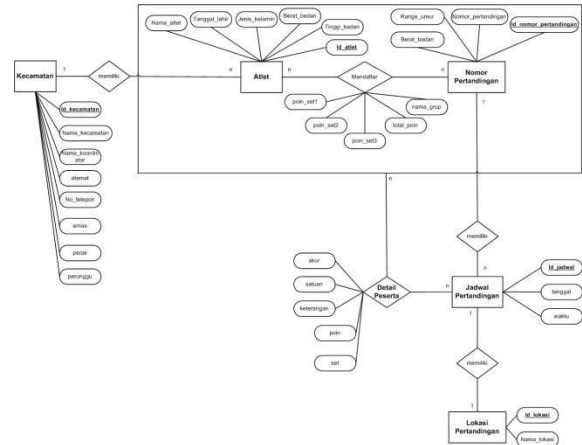 Nama_atlet
Tanggal_lahir
Jenis_kelamin
Berat_badan
Tinggi_badan
Id_atlet
Range_umur
Nomor_pertandingan
Id_nomor_pertandingan
Berat_badan
Kecamatan
1
memiliki
n
Atlet
n
Mendaftar
n
Nomor
Pertandingan
1
poin_set1
poin_set2
poin_set3
total_poin
nama_grup
Id_kecamatan
Nama_kecamatan
Nama_koordin
ator
alamat
No_telepon
emas
perak
perunggu
n
memiliki
n
skor
satuan
keterangan
poin
set
Detail
Peserta
n
Jadwal
Pertandingan
Id_jadwal
tanggal
waktu
1
memiliki
1
Lokasi
Pertandingan
Id_lokasi
Nama_lokasi